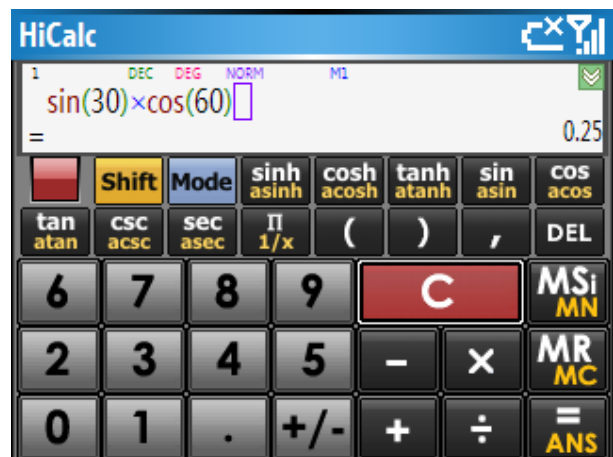 HiCalc
1 DEC DEG NORM M1
sin(30)×cos(60)
= 0.25
Shift Mode sinh cosh tanh sin cos
asinh acosh atanh asin acos
tan csc sec Π ( ) , DEL
atan acsc asec 1/x
6 7 8 9 C MSi
MN
2 3 4 5 - × MR
MC
0 1 . +/- + ÷ =
ANS